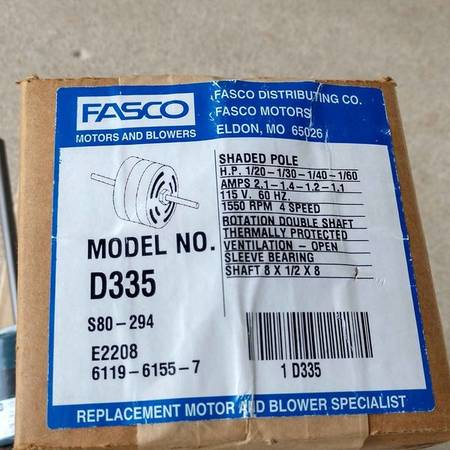 FASCO
MOTORS AND BLOWERS
FASCO DISTRIBUTING CO.
FASCO MOTORS
ELDON, MO 65026
SHADED POLE
H.P. 1/20-1/30-1/40-1/60
AMPS 2.1-1.4-1.2-1.1
115 V. 60 HZ.
1550 RPM 4 SPEED
ROTATION DOUBLE SHAFT
THERMALLY PROTECTED
VENTILATION - OPEN
SLEEVE BEARING
SHAFT 8 X 1/2 X 8
MODEL NO.
D335
S80-294
E2208
6119-6155-7
1 D335
REPLACEMENT MOTOR AND BLOWER SPECIALIST